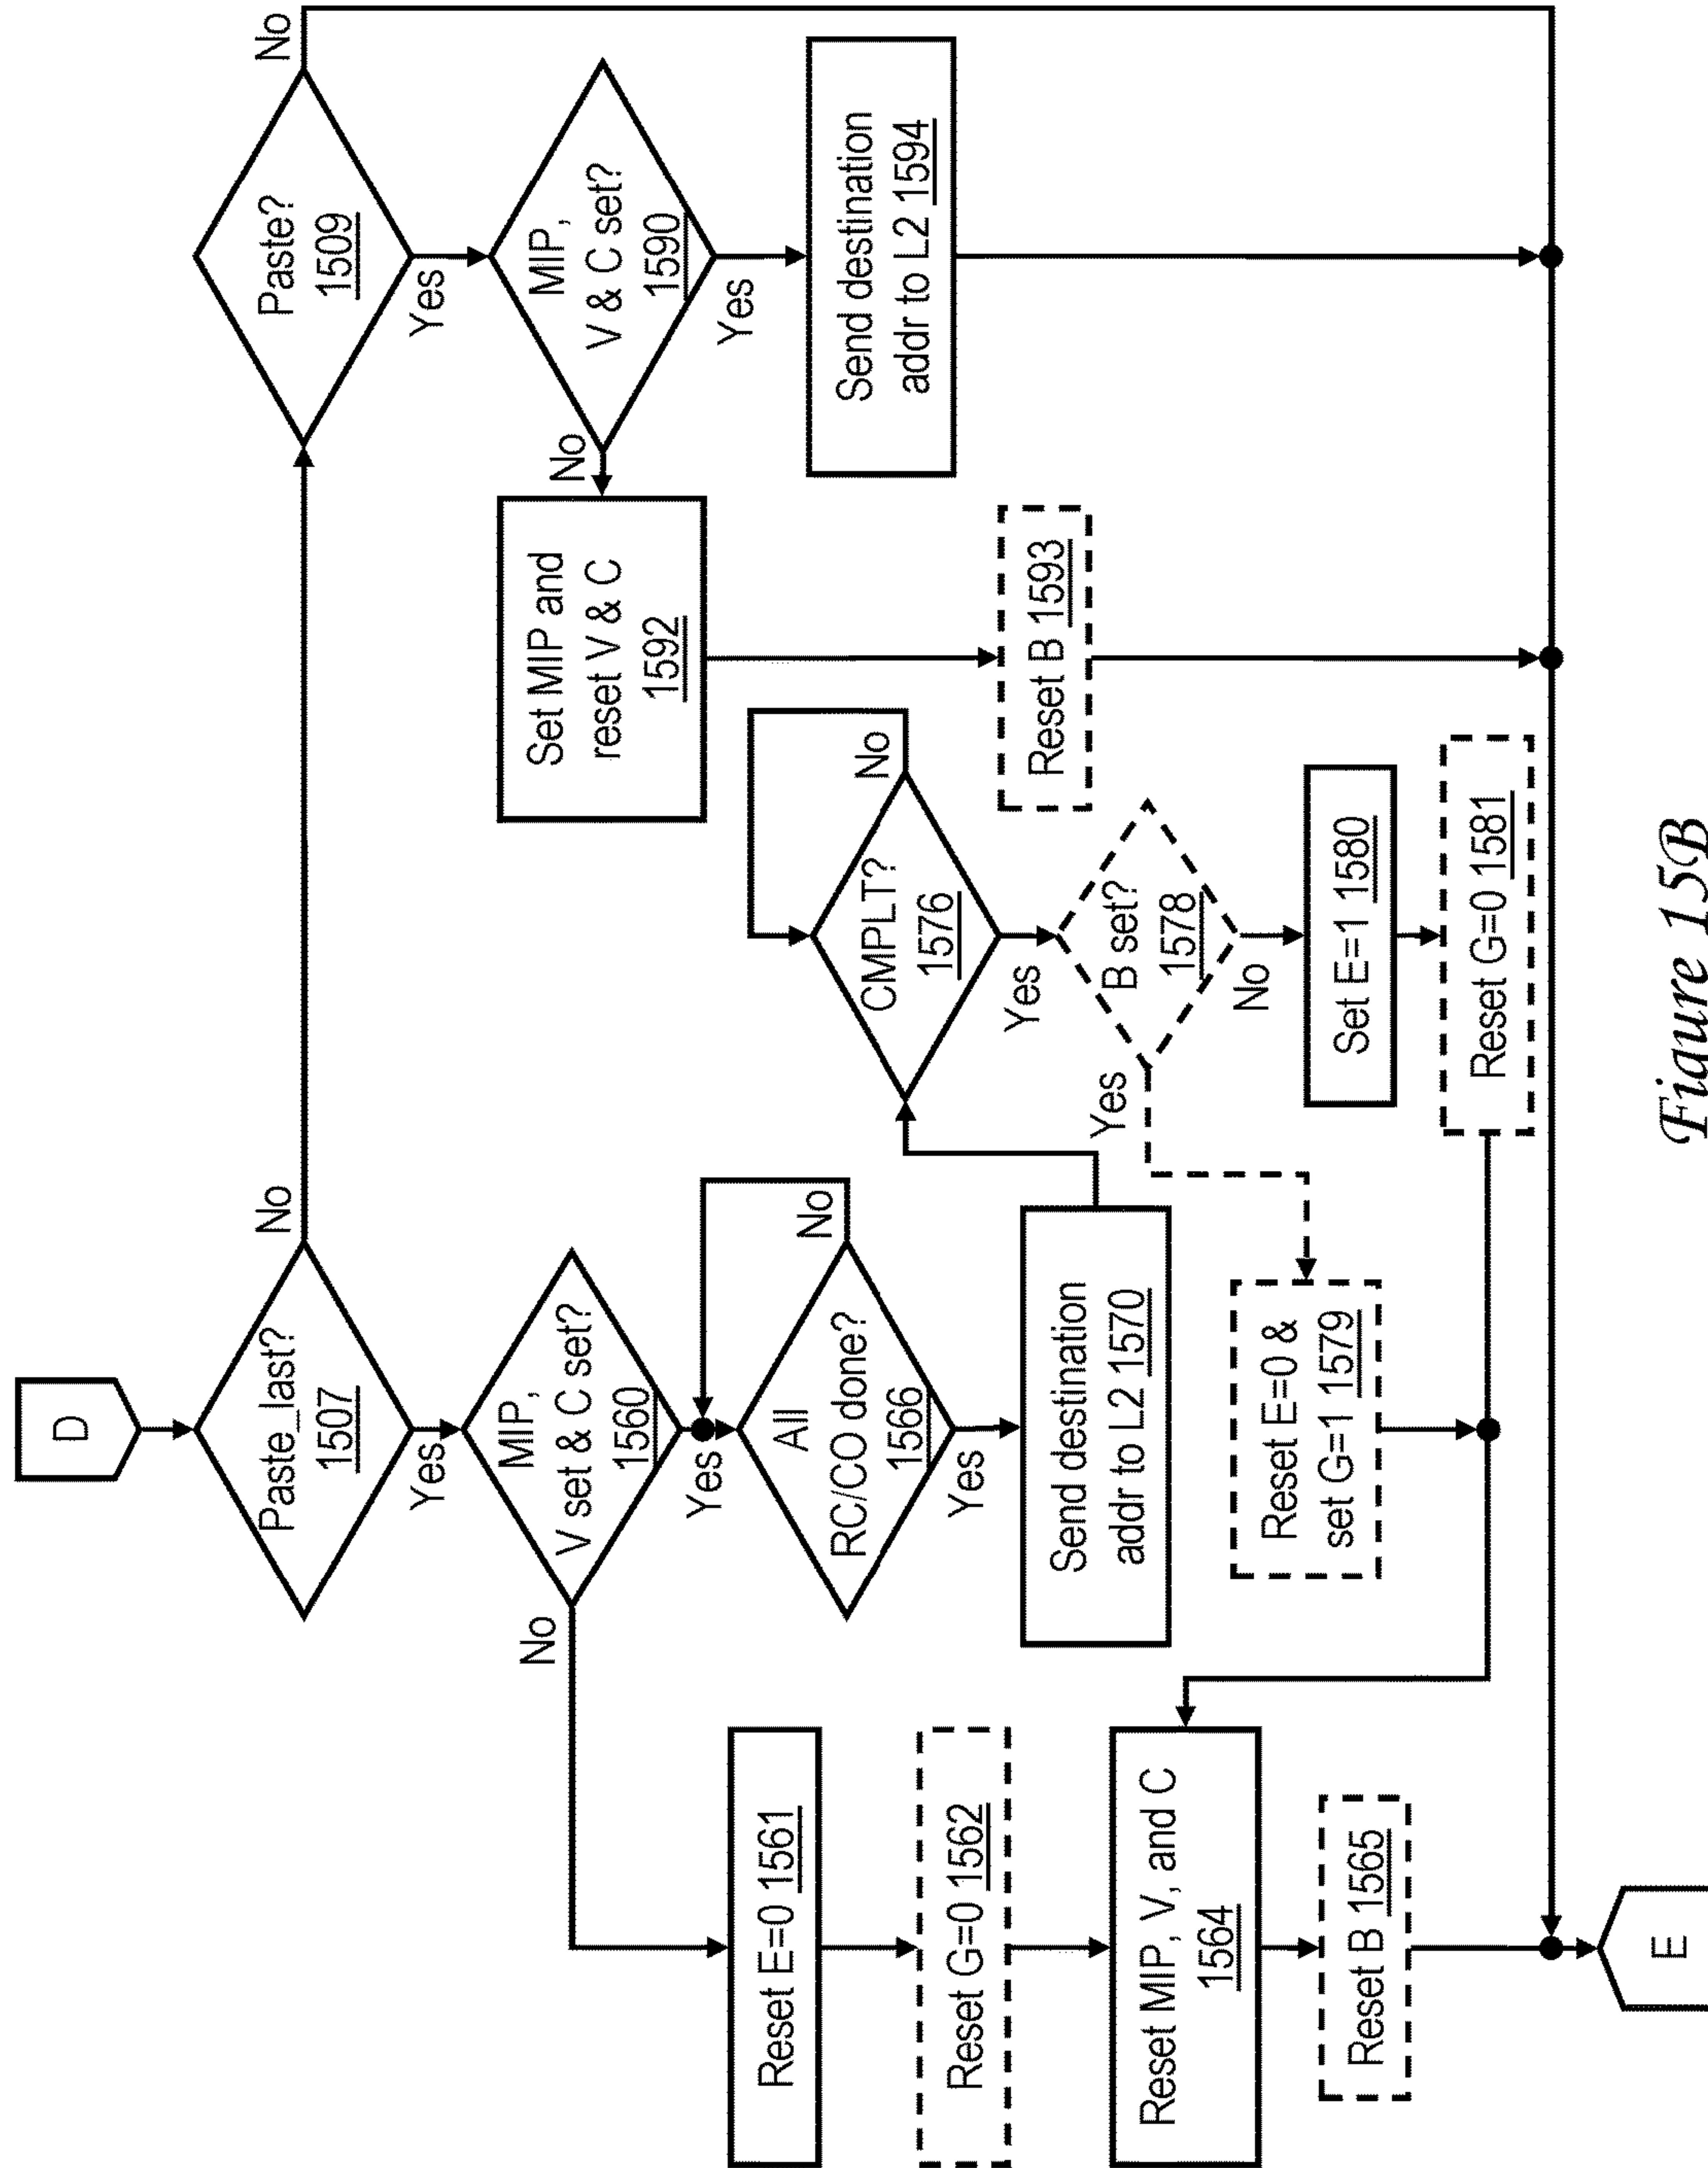 D
Paste_last?
1507
No
Yes
Paste?
1509
No
Yes
MIP,
V set & C set?
1560
No
Yes
MIP,
V & C set?
1590
No
Yes
Set MIP and
reset V & C
1592
Send destination
addr to L2 1594
Reset E=0 1561
All
RC/CO done?
1566
No
Yes
CMPLT?
1576
No
Yes
Reset G=0 1562
Send destination
addr to L2 1570
B set?
1578
Yes
No
Reset B 1593
Reset MIP, V, and C
1564
Reset E=0 &
set G=1 1579
Set E=1 1580
Reset B 1565
Reset G=0 1581
E
Figure 15B